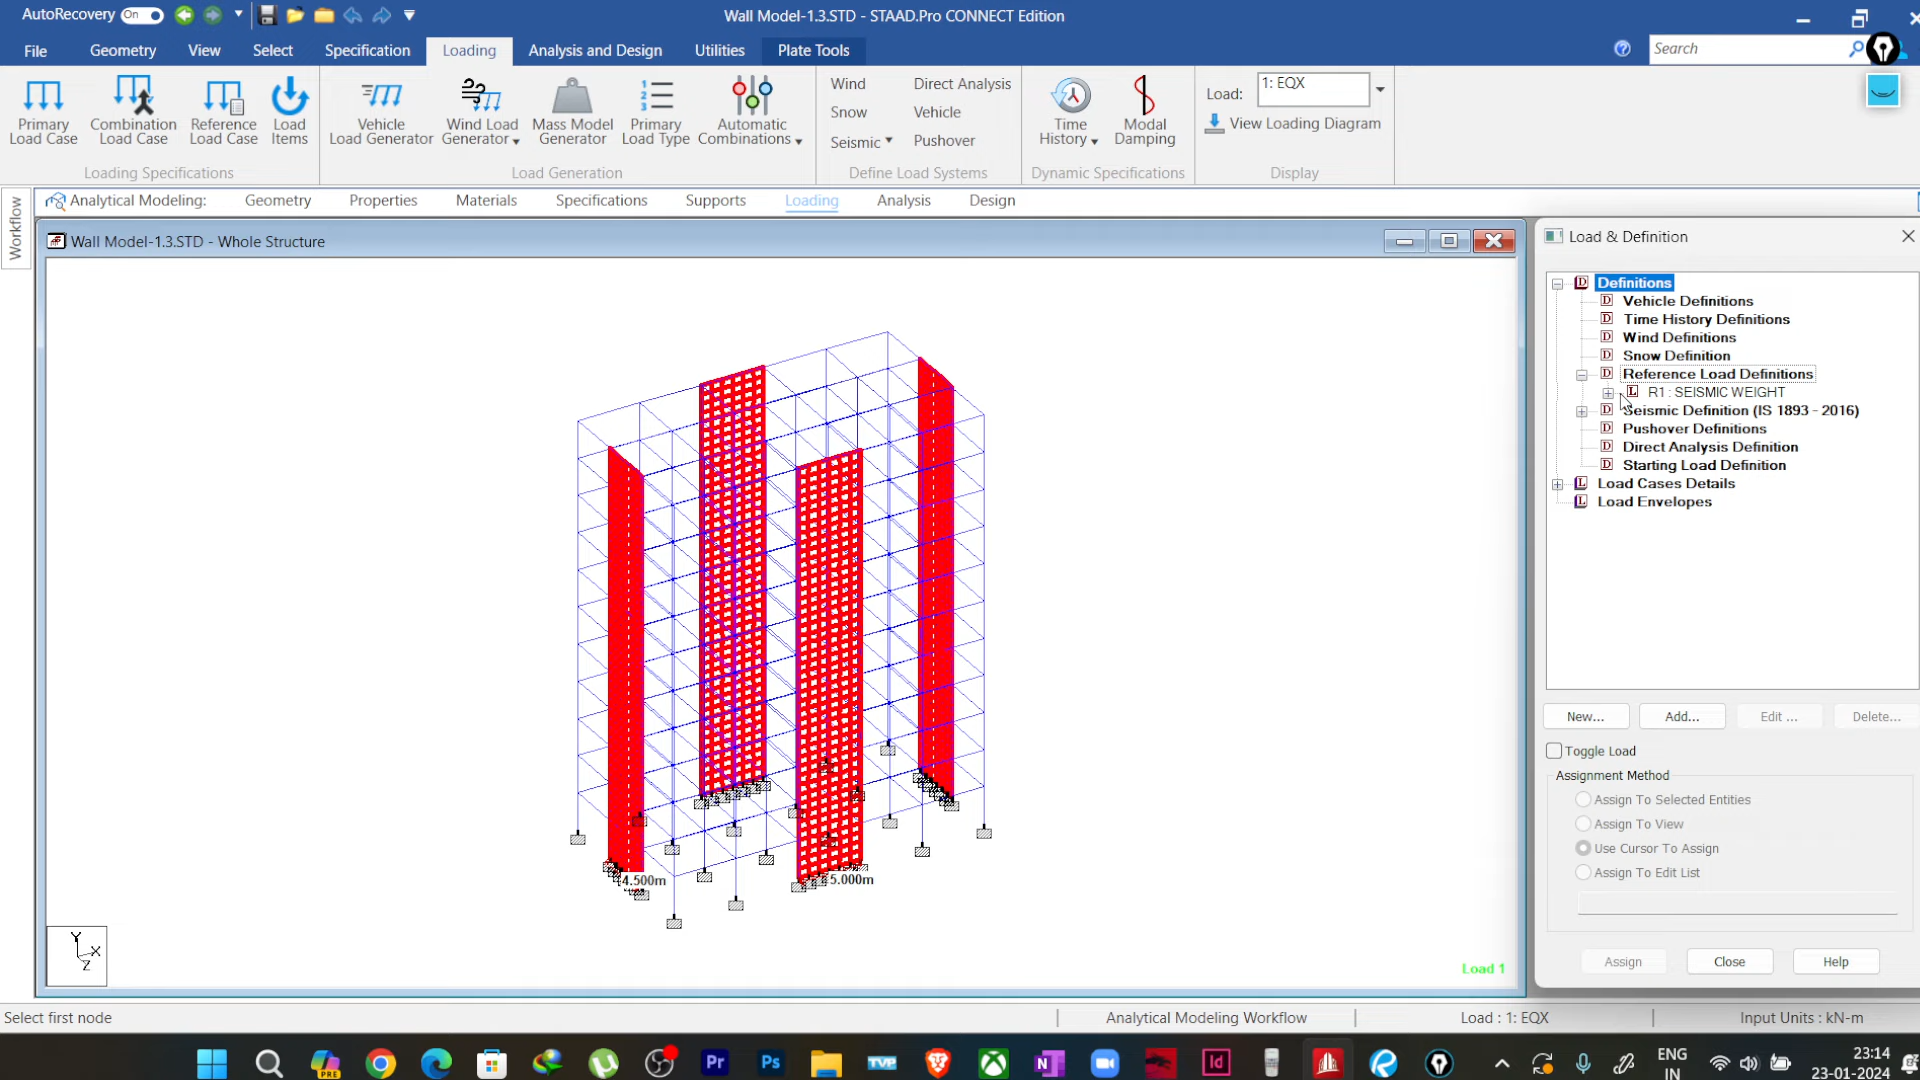 AutoRecovery On
Wall Model-1.3.STD - STAAD.Pro CONNECT Edition
File Geometry View Select Specification Loading Analysis and Design Utilities Plate Tools
Search
Primary Load Case
Combination Load Case
Reference Load Case
Load Items
Loading Specifications
Vehicle Load Generator
Wind Load Generator
Mass Model Generator
Primary Load Type
Automatic Combinations
Load Generation
Wind
Snow
Seismic
Direct Analysis
Vehicle
Pushover
Define Load Systems
Time History
Modal Damping
Dynamic Specifications
Load: 1: EQX
View Loading Diagram
Display
Workflow
Analytical Modeling: Geometry Properties Materials Specifications Supports Loading Analysis Design
Wall Model-1.3.STD - Whole Structure
4.500m
5.000m
Y
X
Z
Load 1
Load & Definition
Definitions
Vehicle Definitions
Time History Definitions
Wind Definitions
Snow Definition
Reference Load Definitions
R1 : SEISMIC WEIGHT
Seismic Definition (IS 1893 - 2016)
Pushover Definitions
Direct Analysis Definition
Starting Load Definition
Load Cases Details
Load Envelopes
New... Add... Edit ... Delete...
Toggle Load
Assignment Method
Assign To Selected Entities
Assign To View
Use Cursor To Assign
Assign To Edit List
Assign Close Help
Select first node
Analytical Modeling Workflow
Load : 1: EQX
Input Units : kN-m
PRE
Pr
Ps
TVP
N
Id
ENG
IN
23:14
23-01-2024